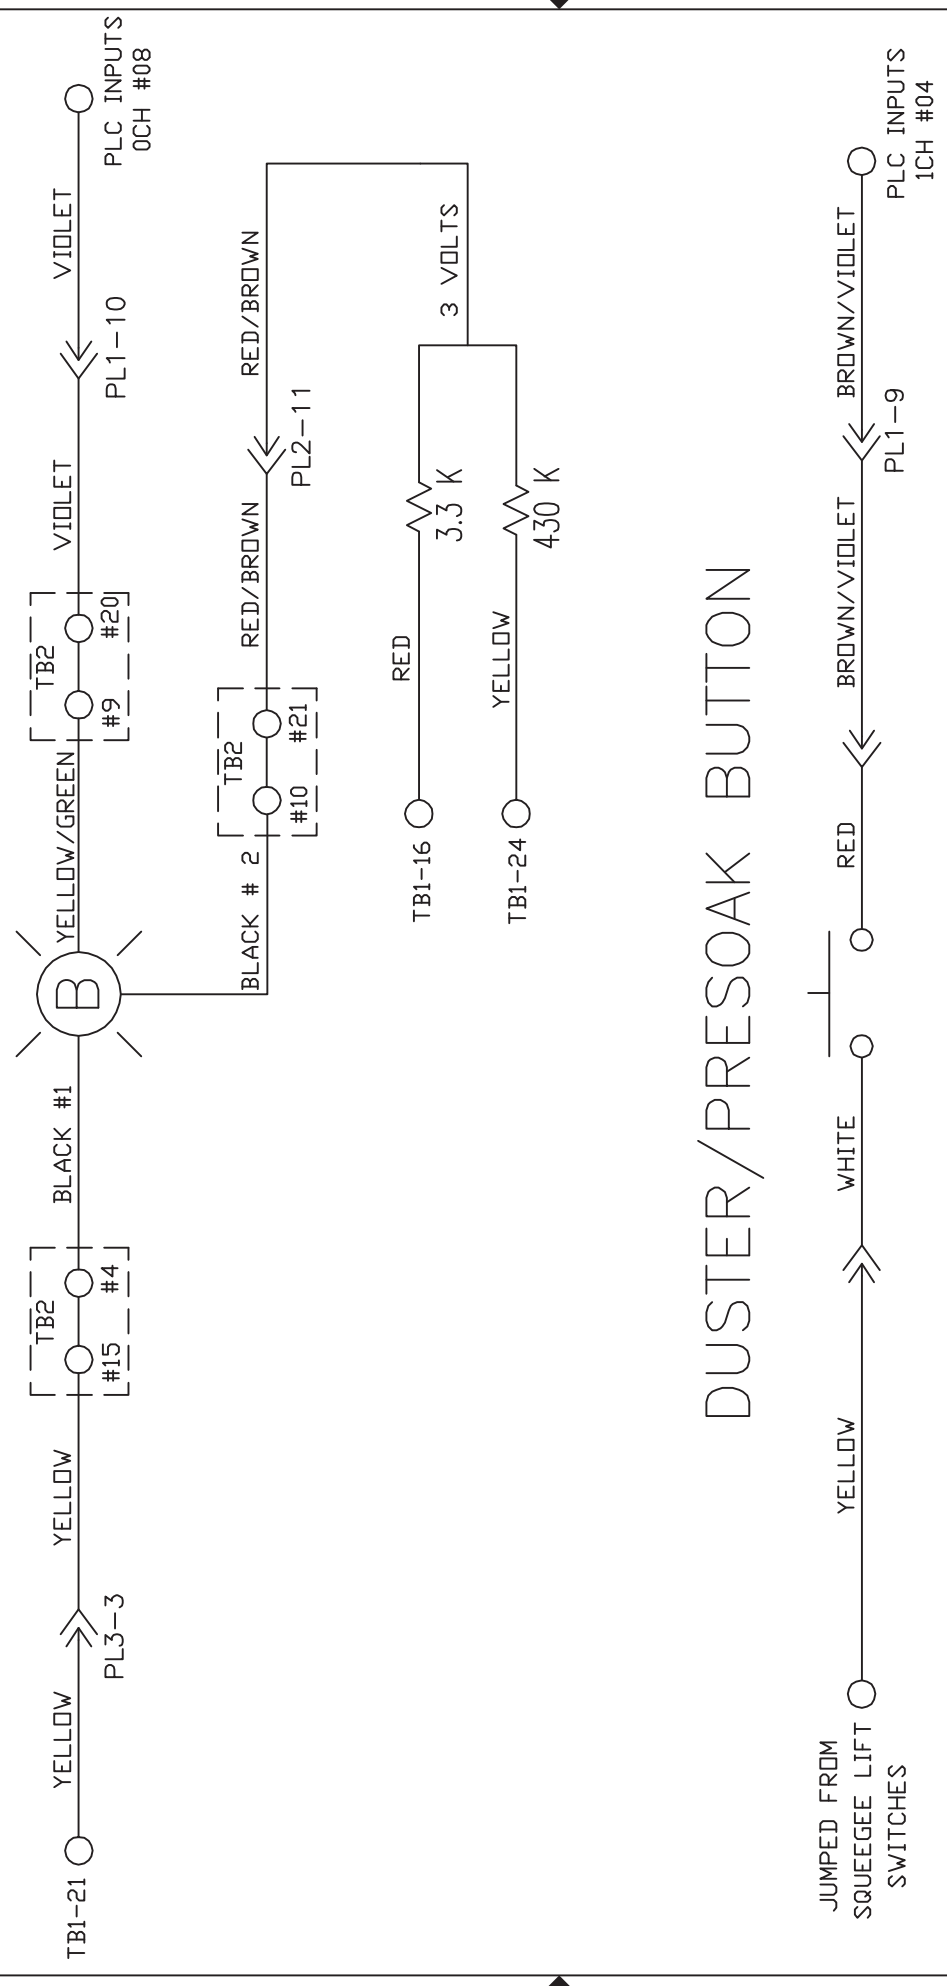 TB1-21
YELLOW
PL3-3
YELLOW
TB2
#15
#4
BLACK #1
B
YELLOW/GREEN
TB2
#9
#20
VIOLET
PL1-10
VIOLET
PLC INPUTS
0CH #08
BLACK # 2
TB2
#10
#21
RED/BROWN
PL2-11
RED/BROWN
3 VOLTS
TB1-16
RED
3.3 K
TB1-24
YELLOW
430 K
DUSTER/PRESOAK BUTTON
JUMPED FROM
SQUEEGEE LIFT
SWITCHES
YELLOW
WHITE
RED
BROWN/VIOLET
PL1-9
BROWN/VIOLET
PLC INPUTS
1CH #04